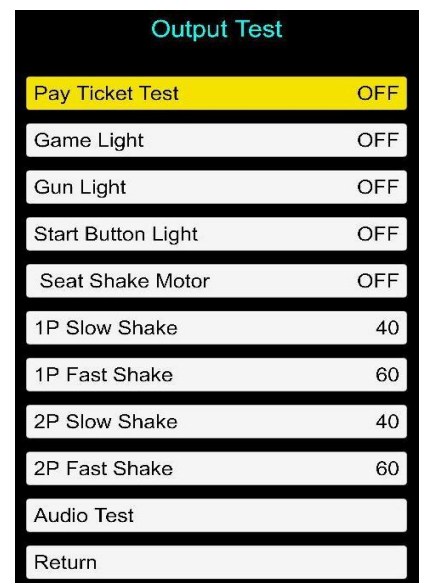 Output Test
Pay Ticket Test OFF
Game Light OFF
Gun Light OFF
Start Button Light OFF
Seat Shake Motor OFF
1P Slow Shake 40
1P Fast Shake 60
2P Slow Shake 40
2P Fast Shake 60
Audio Test
Return